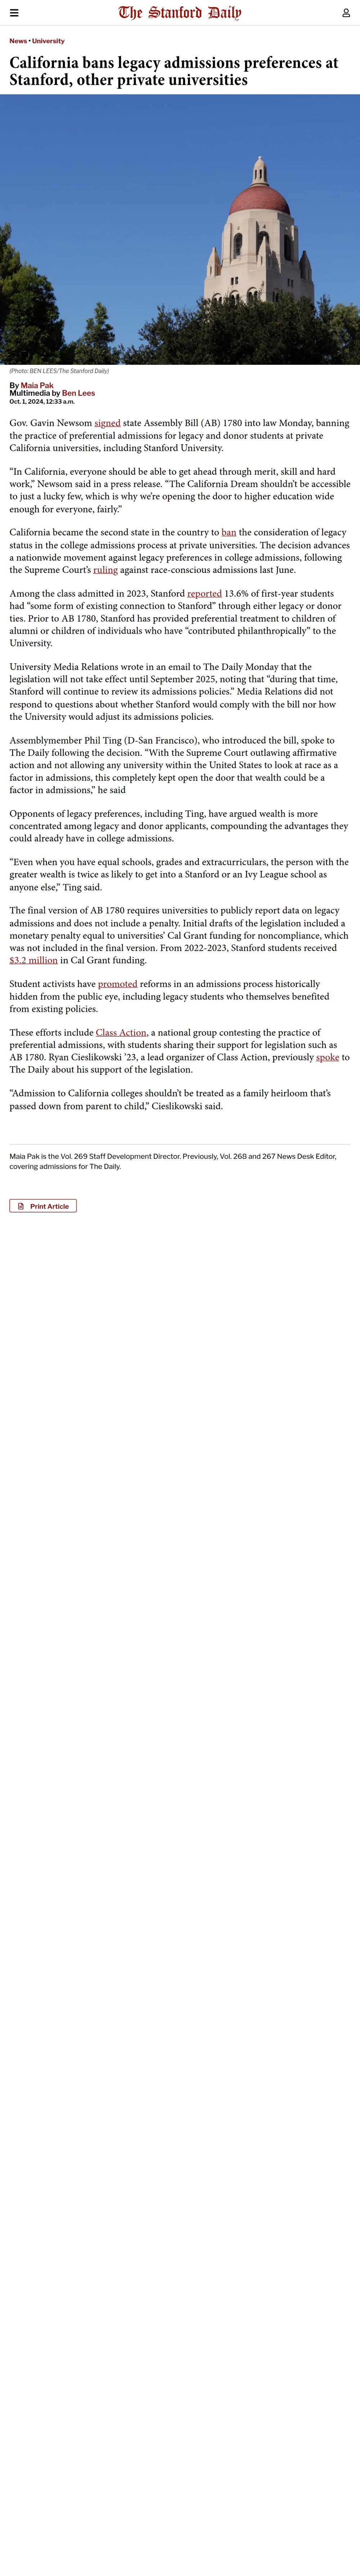 The Stanford Daily
News • University
California bans legacy admissions preferences at
Stanford, other private universities
(Photo: BEN LEES/The Stanford Daily)
By Maia Pak
Multimedia by Ben Lees
Oct. 1, 2024, 12:33 a.m.
Gov. Gavin Newsom signed state Assembly Bill (AB) 1780 into law Monday, banning
the practice of preferential admissions for legacy and donor students at private
California universities, including Stanford University.
“In California, everyone should be able to get ahead through merit, skill and hard
work,” Newsom said in a press release. “The California Dream shouldn’t be accessible
to just a lucky few, which is why we’re opening the door to higher education wide
enough for everyone, fairly.”
California became the second state in the country to ban the consideration of legacy
status in the college admissions process at private universities. The decision advances
a nationwide movement against legacy preferences in college admissions, following
the Supreme Court’s ruling against race-conscious admissions last June.
Among the class admitted in 2023, Stanford reported 13.6% of first-year students
had “some form of existing connection to Stanford” through either legacy or donor
ties. Prior to AB 1780, Stanford has provided preferential treatment to children of
alumni or children of individuals who have “contributed philanthropically” to the
University.
University Media Relations wrote in an email to The Daily Monday that the
legislation will not take effect until September 2025, noting that “during that time,
Stanford will continue to review its admissions policies.” Media Relations did not
respond to questions about whether Stanford would comply with the bill nor how
the University would adjust its admissions policies.
Assemblymember Phil Ting (D-San Francisco), who introduced the bill, spoke to
The Daily following the decision. “With the Supreme Court outlawing affirmative
action and not allowing any university within the United States to look at race as a
factor in admissions, this completely kept open the door that wealth could be a
factor in admissions,” he said
Opponents of legacy preferences, including Ting, have argued wealth is more
concentrated among legacy and donor applicants, compounding the advantages they
could already have in college admissions.
“Even when you have equal schools, grades and extracurriculars, the person with the
greater wealth is twice as likely to get into a Stanford or an Ivy League school as
anyone else,” Ting said.
The final version of AB 1780 requires universities to publicly report data on legacy
admissions and does not include a penalty. Initial drafts of the legislation included a
monetary penalty equal to universities’ Cal Grant funding for noncompliance, which
was not included in the final version. From 2022-2023, Stanford students received
$3.2 million in Cal Grant funding.
Student activists have promoted reforms in an admissions process historically
hidden from the public eye, including legacy students who themselves benefited
from existing policies.
These efforts include Class Action, a national group contesting the practice of
preferential admissions, with students sharing their support for legislation such as
AB 1780. Ryan Cieslikowski ’23, a lead organizer of Class Action, previously spoke to
The Daily about his support of the legislation.
“Admission to California colleges shouldn’t be treated as a family heirloom that’s
passed down from parent to child,” Cieslikowski said.
Maia Pak is the Vol. 269 Staff Development Director. Previously, Vol. 268 and 267 News Desk Editor,
covering admissions for The Daily.
Print Article